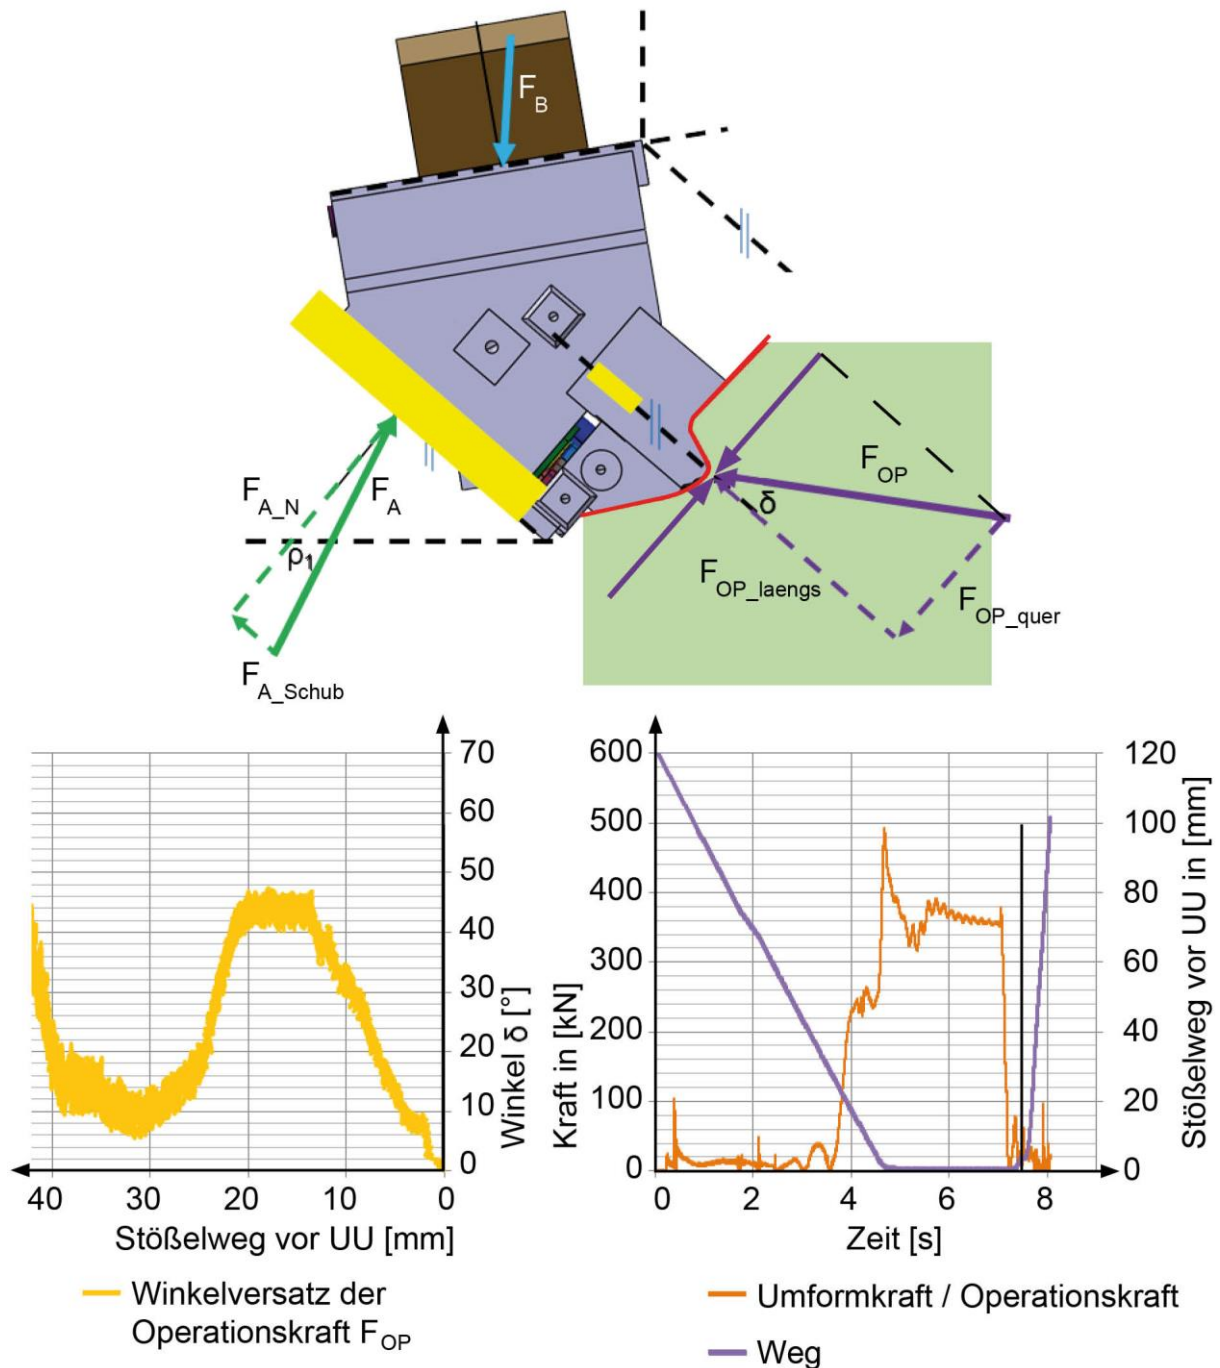 F_B
F_A_N
F_A
ρ_1
F_A_Schub
F_OP
δ
F_OP_laengs
F_OP_quer
70
60
50
40
30
20
10
0
Winkel δ [°]
40 30 20 10 0
Stößelweg vor UU [mm]
Winkelversatz der
Operationskraft F_OP
600
500
400
300
200
100
0
Kraft in [kN]
120
100
80
60
40
20
0
Stößelweg vor UU in [mm]
0 2 4 6 8
Zeit [s]
Umformkraft / Operationskraft
Weg